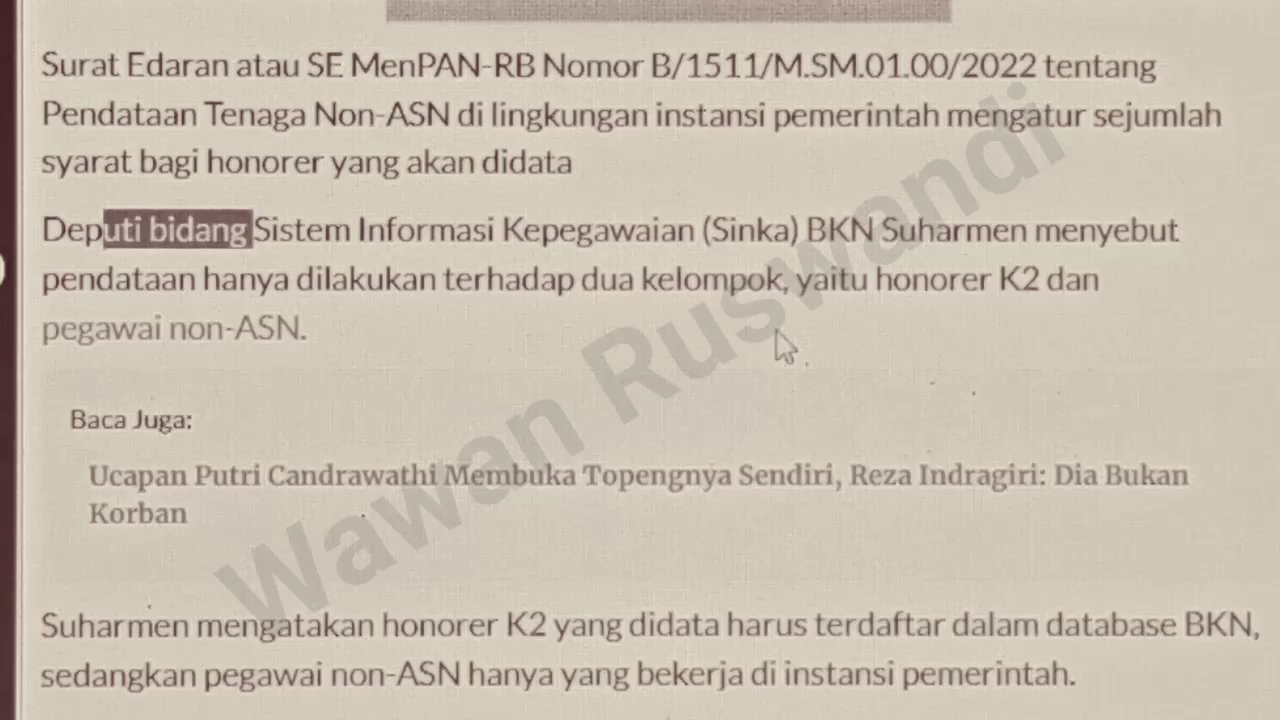 Surat Edaran atau SE MenPAN-RB Nomor B/1511/M.SM.01.00/2022 tentang
Pendataan Tenaga Non-ASN di lingkungan instansi pemerintah mengatur sejumlah
syarat bagi honorer yang akan didata
Deputi bidang Sistem Informasi Kepegawaian (Sinka) BKN Suharmen menyebut
pendataan hanya dilakukan terhadap dua kelompok, yaitu honorer K2 dan
pegawai non-ASN.
Baca Juga:
Ucapan Putri Candrawathi Membuka Topengnya Sendiri, Reza Indragiri: Dia Bukan
Korban
Suharmen mengatakan honorer K2 yang didata harus terdaftar dalam database BKN,
sedangkan pegawai non-ASN hanya yang bekerja di instansi pemerintah.
Wawan Ruswandi